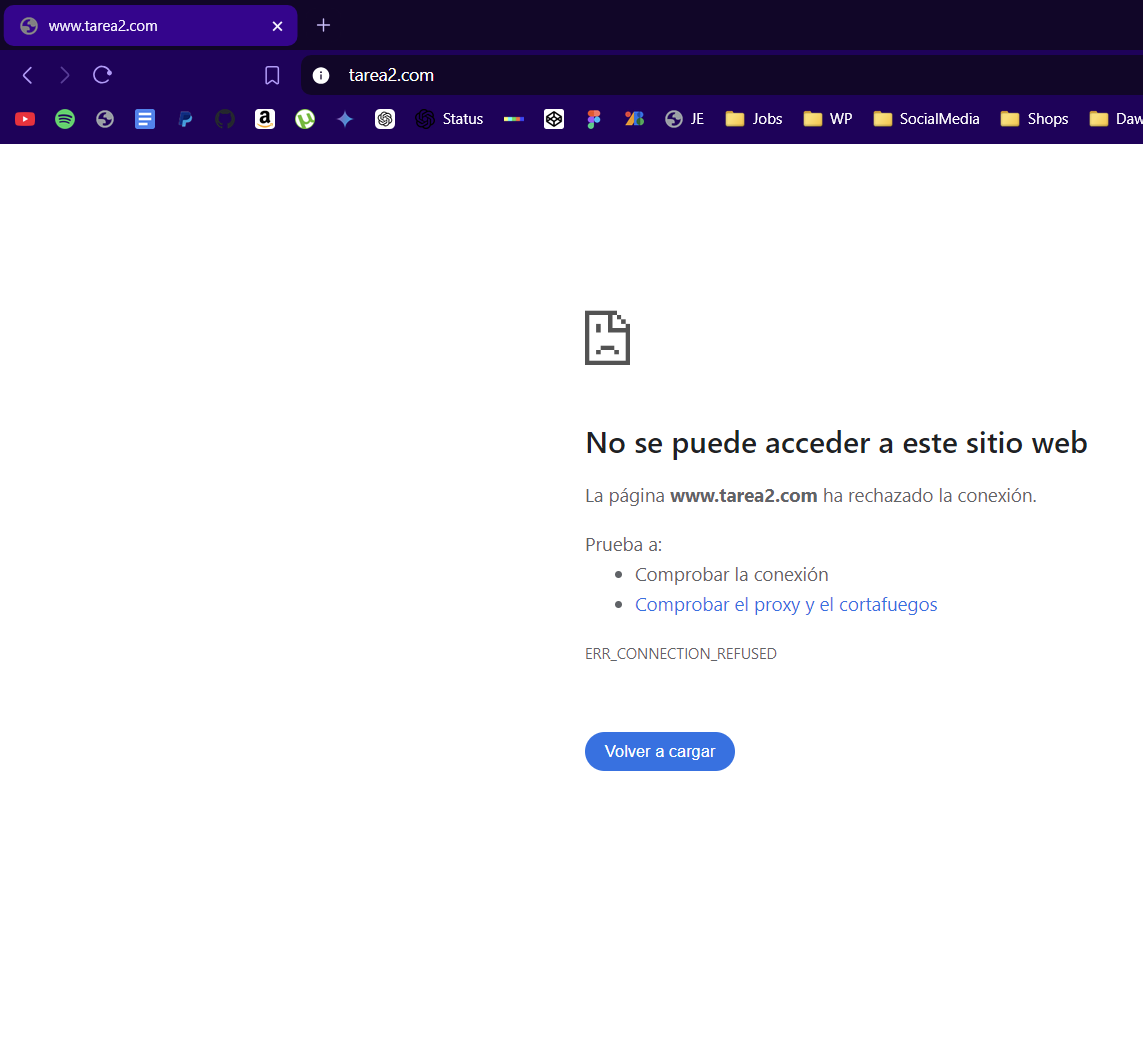 www.tarea2.com
tarea2.com
a Status JE Jobs WP SocialMedia Shops Daw
No se puede acceder a este sitio web
La página www.tarea2.com ha rechazado la conexión.
Prueba a:
Comprobar la conexión
Comprobar el proxy y el cortafuegos
ERR_CONNECTION_REFUSED
Volver a cargar